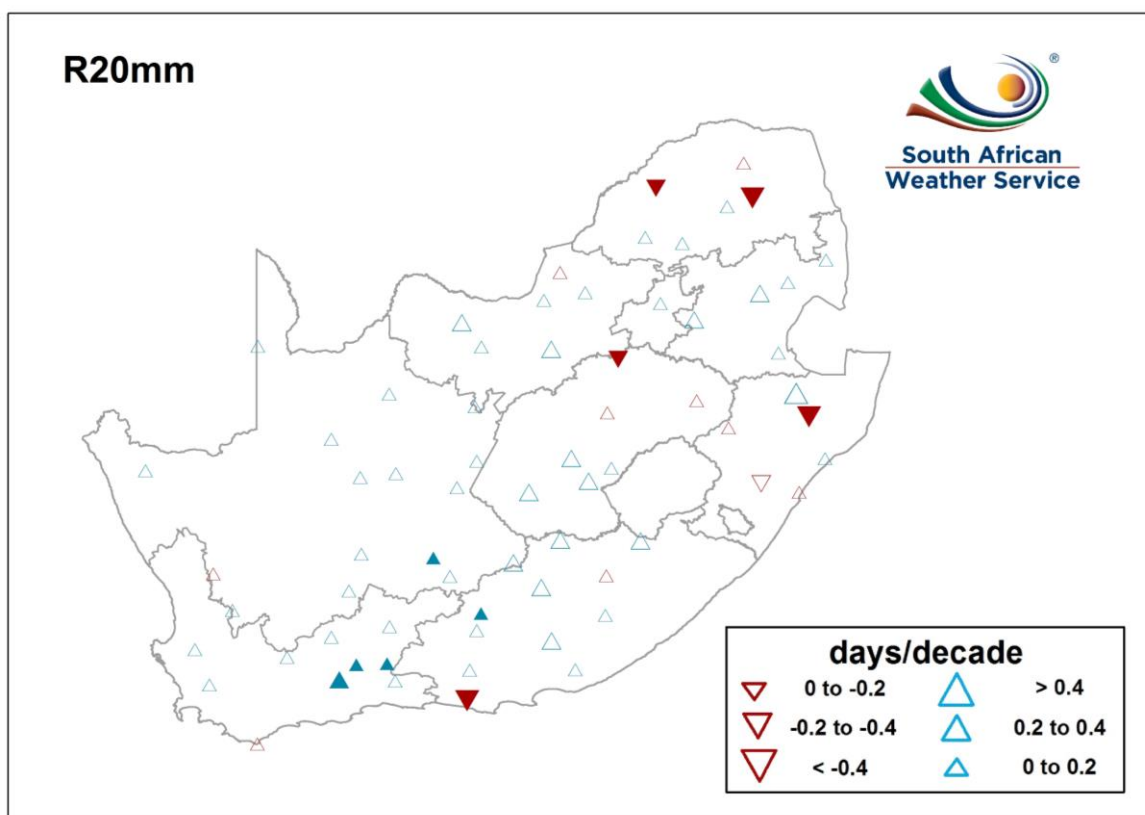 R20mm
®
South African
Weather Service
days/decade
0 to -0.2
> 0.4
-0.2 to -0.4
0.2 to 0.4
< -0.4
0 to 0.2